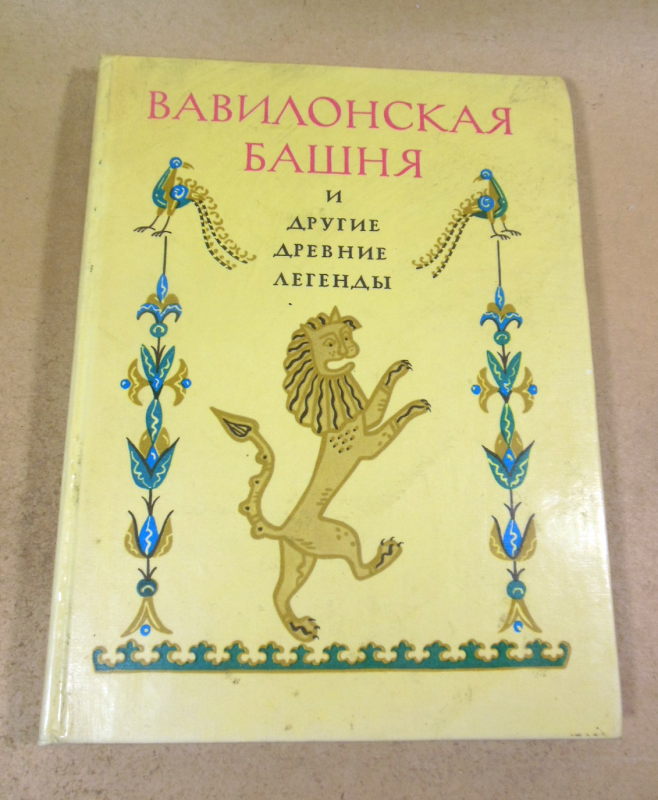 ВАВИЛОНСКАЯ
БАШНЯ
И
ДРУГИЕ
ДРЕВНИЕ
ЛЕГЕНДЫ